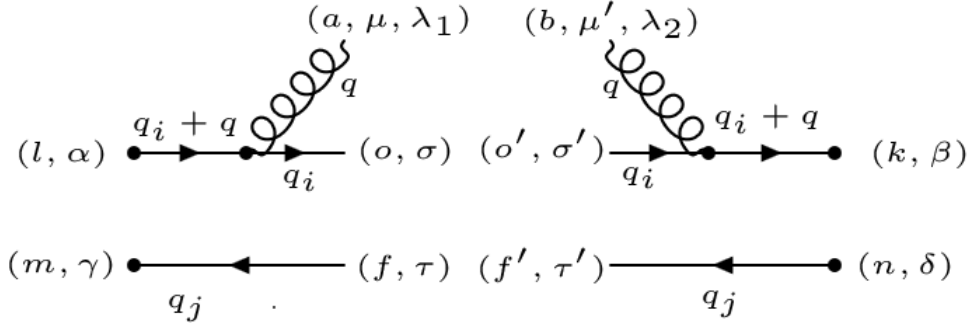 (a, μ, λ₁) (b, μ′, λ₂)
q q
q_i + q q_i + q
(l, α) (o, σ) (o′, σ′) (k, β)
q_i q_i
(m, γ) (f, τ) (f′, τ′) (n, δ)
q_j . q_j